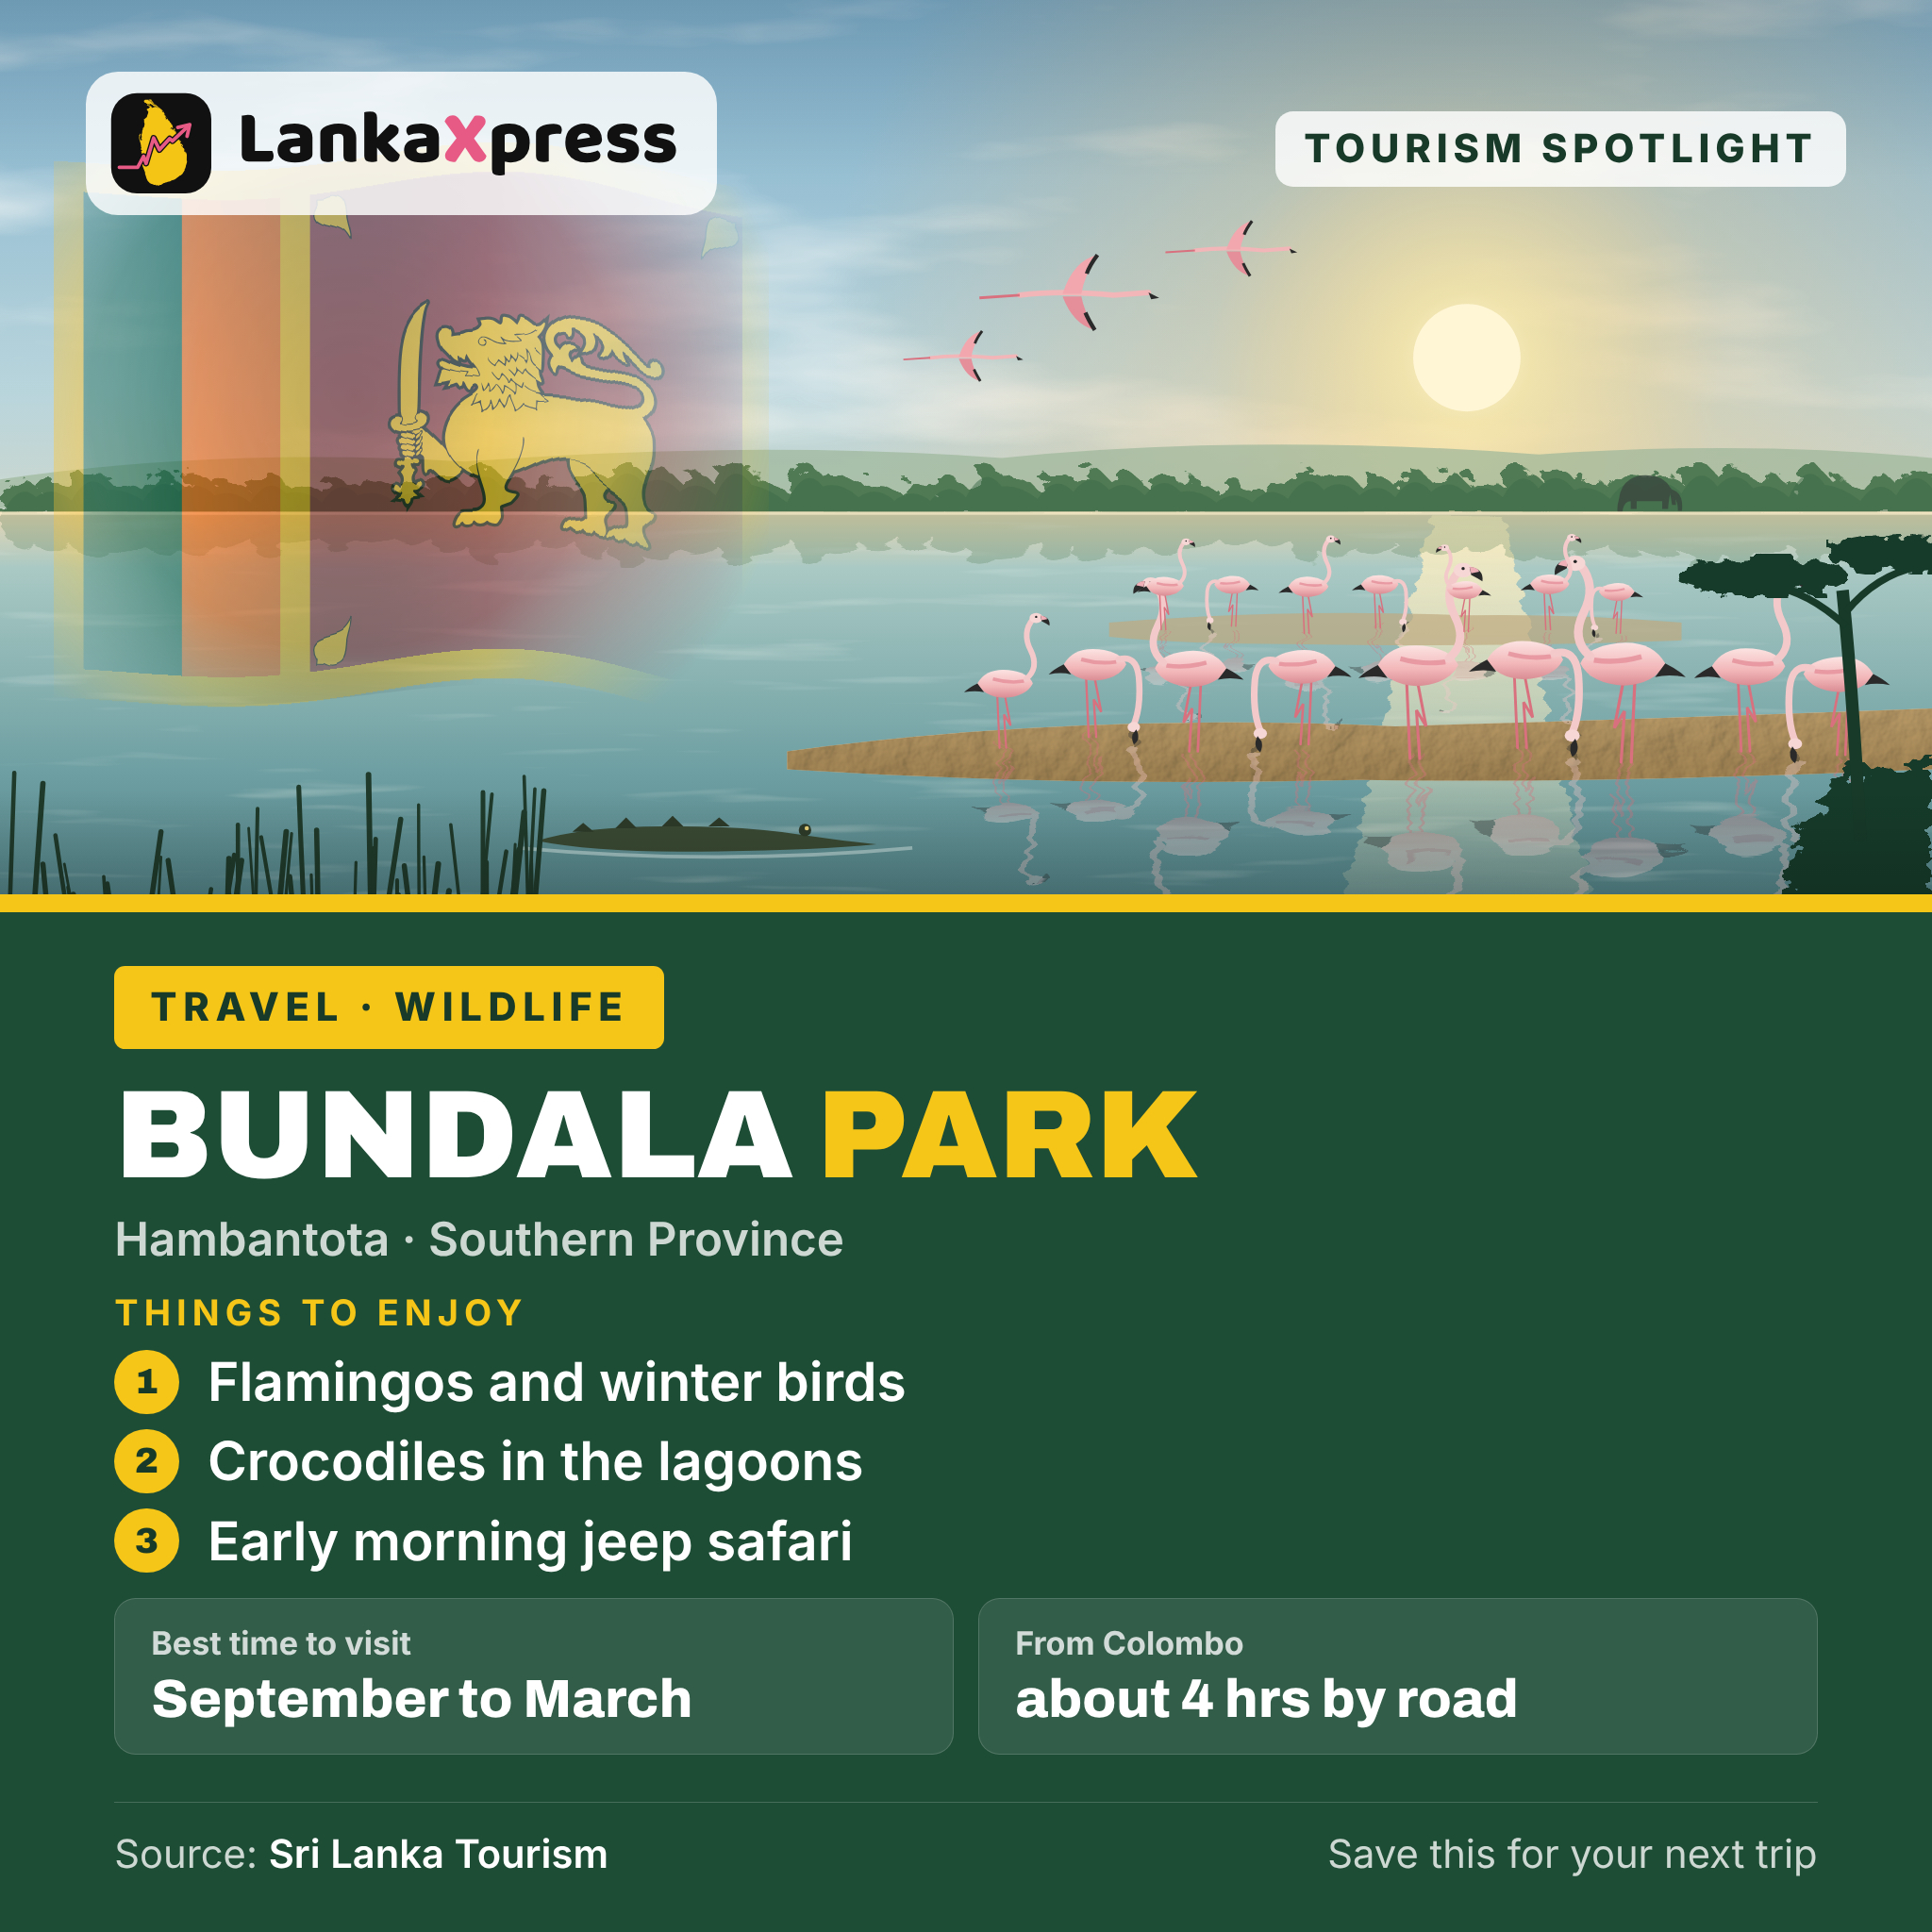 LankaXpress
TOURISM SPOTLIGHT
TRAVEL · WILDLIFE
BUNDALA PARK
Hambantota · Southern Province
THINGS TO ENJOY
1 Flamingos and winter birds
2 Crocodiles in the lagoons
3 Early morning jeep safari
Best time to visit
September to March
From Colombo
about 4 hrs by road
Source: Sri Lanka Tourism
Save this for your next trip